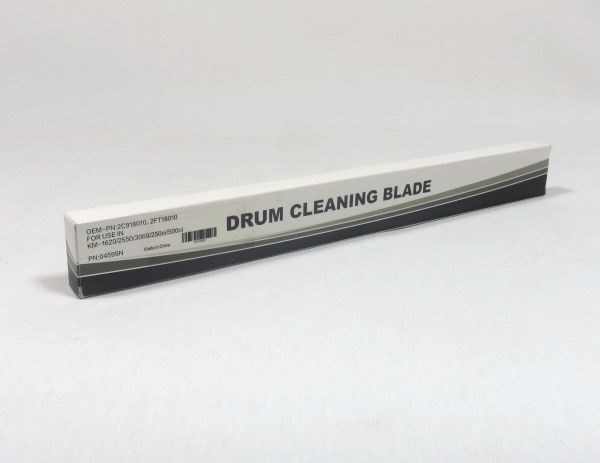 OEM-PN:2C918010, 2FT18010
FOR USE IN
KM-1620/2550/3060/250ci/500ci
Made in China
PN:04599N
DRUM CLEANING BLADE